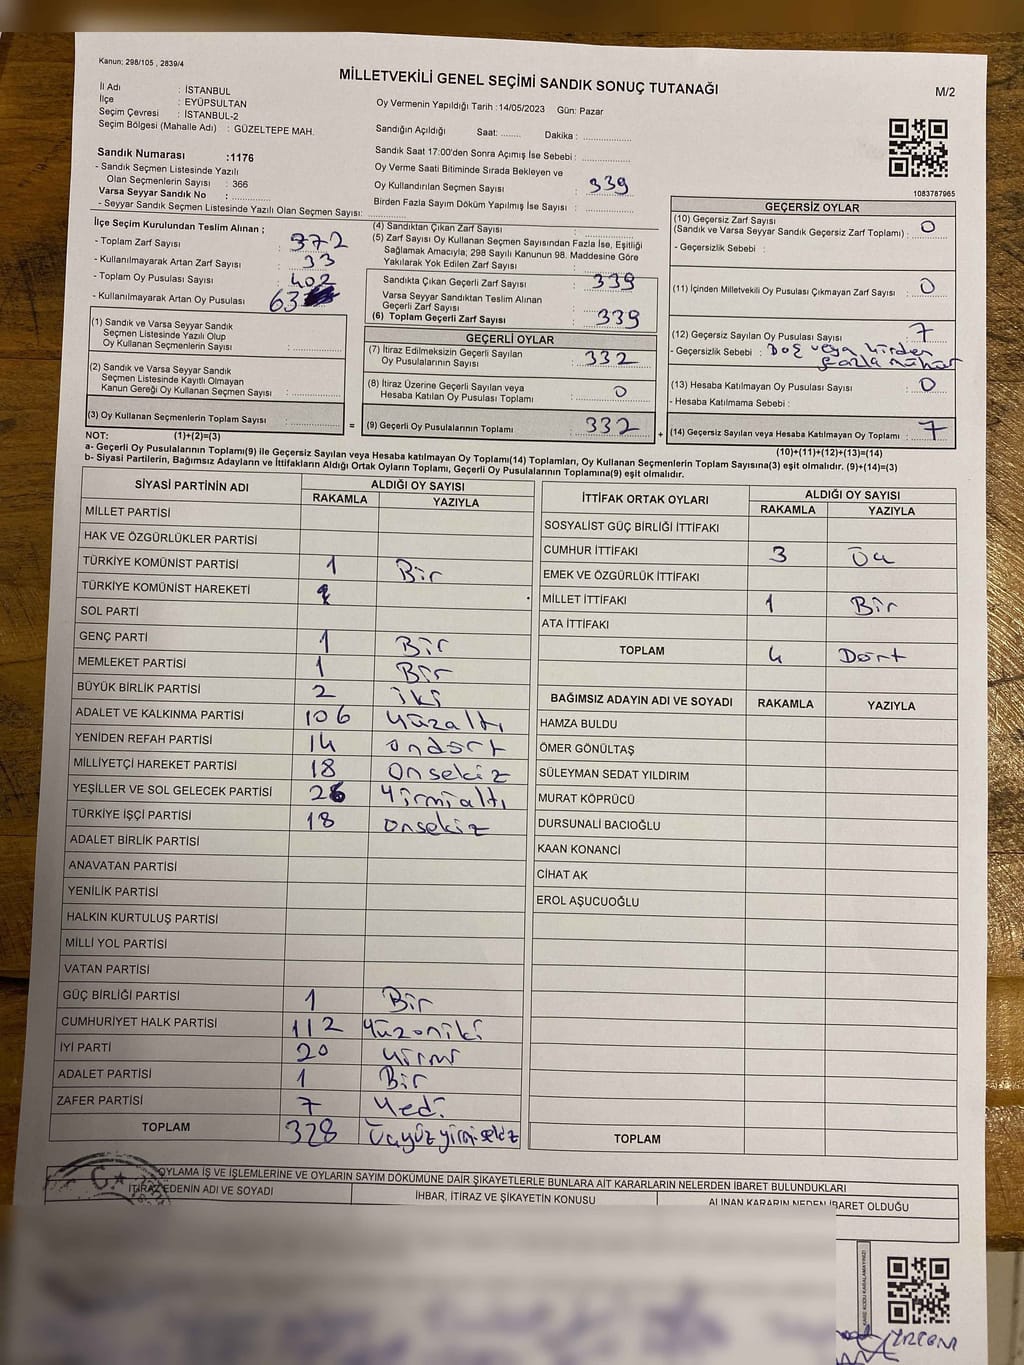 Kanun; 298/105 , 2839/4
MİLLETVEKİLİ GENEL SEÇİMİ SANDIK SONUÇ TUTANAĞI
M/2
İl Adı : İSTANBUL
İlçe : EYÜPSULTAN
Seçim Çevresi : İSTANBUL-2
Seçim Bölgesi (Mahalle Adı) : GÜZELTEPE MAH.
Oy Vermenin Yapıldığı Tarih :14/05/2023 Gün: Pazar
Sandığın Açıldığı Saat: ........ Dakika : ................
Sandık Numarası :1176
- Sandık Seçmen Listesinde Yazılı
Olan Seçmenlerin Sayısı : 366
Varsa Seyyar Sandık No : ................
- Seyyar Sandık Seçmen Listesinde Yazılı Olan Seçmen Sayısı: ................
Sandık Saat 17:00'den Sonra Açımış İse Sebebi : ................
Oy Verme Saati Bitiminde Sırada Bekleyen ve
Oy Kullandırılan Seçmen Sayısı : 339
Birden Fazla Sayım Döküm Yapılmış İse Sayısı : ................
1083787965
İlçe Seçim Kurulundan Teslim Alınan ;
- Toplam Zarf Sayısı : 372
- Kullanılmayarak Artan Zarf Sayısı : 33
- Toplam Oy Pusulası Sayısı : 402
- Kullanılmayarak Artan Oy Pusulası 63
(1) Sandık ve Varsa Seyyar Sandık
Seçmen Listesinde Yazılı Olup
Oy Kullanan Seçmenlerin Sayısı : ................
(2) Sandık ve Varsa Seyyar Sandık
Seçmen Listesinde Kayıtlı Olmayan
Kanun Gereği Oy Kullanan Seçmen Sayısı : ................
(3) Oy Kullanan Seçmenlerin Toplam Sayısı : ................
(4) Sandıktan Çıkan Zarf Sayısı : ................
(5) Zarf Sayısı Oy Kullanan Seçmen Sayısından Fazla İse, Eşitliği
Sağlamak Amacıyla, 298 Sayılı Kanunun 98. Maddesine Göre
Yakılarak Yok Edilen Zarf Sayısı : ................
Sandıkta Çıkan Geçerli Zarf Sayısı : 339
Varsa Seyyar Sandıktan Teslim Alınan
Geçerli Zarf Sayısı :
(6) Toplam Geçerli Zarf Sayısı : 339
GEÇERLİ OYLAR
(7) İtiraz Edilmeksizin Geçerli Sayılan
Oy Pusulalarının Sayısı : 332
(8) İtiraz Üzerine Geçerli Sayılan veya
Hesaba Katılan Oy Pusulası Toplamı : 0
= (9) Geçerli Oy Pusulalarının Toplamı : 332 +
GEÇERSİZ OYLAR
(10) Geçersiz Zarf Sayısı
(Sandık ve Varsa Seyyar Sandık Geçersiz Zarf Toplamı) : 0
- Geçersizlik Sebebi :
(11) İçinden Milletvekili Oy Pusulası Çıkmayan Zarf Sayısı : 0
(12) Geçersiz Sayılan Oy Pusulası Sayısı : 7
- Geçersizlik Sebebi : Boş veya birden
fazla mühür
(13) Hesaba Katılmayan Oy Pusulası Sayısı : 0
- Hesaba Katılmama Sebebi :
(14) Geçersiz Sayılan veya Hesaba Katılmayan Oy Toplamı : 7
NOT: (1)+(2)=(3)
(10)+(11)+(12)+(13)=(14)
a- Geçerli Oy Pusulalarının Toplamı(9) ile Geçersiz Sayılan veya Hesaba katılmayan Oy Toplamı(14) Toplamları, Oy Kullanan Seçmenlerin Toplam Sayısına(3) eşit olmalıdır. (9)+(14)=(3)
b- Siyasi Partilerin, Bağımsız Adayların ve İttifakların Aldığı Ortak Oyların Toplamı, Geçerli Oy Pusulalarının Toplamına(9) eşit olmalıdır.
SİYASİ PARTİNİN ADI ALDIĞI OY SAYISI
RAKAMLA YAZIYLA
MİLLET PARTİSİ
HAK VE ÖZGÜRLÜKLER PARTİSİ
TÜRKİYE KOMÜNİST PARTİSİ 1 Bir
TÜRKİYE KOMÜNİST HAREKETİ
SOL PARTİ
GENÇ PARTİ 1 Bir
MEMLEKET PARTİSİ 1 Bir
BÜYÜK BİRLİK PARTİSİ 2 iki
ADALET VE KALKINMA PARTİSİ 106 Yüzaltı
YENİDEN REFAH PARTİSİ 14 ondört
MİLLİYETÇİ HAREKET PARTİSİ 18 Onsekiz
YEŞİLLER VE SOL GELECEK PARTİSİ 26 Yirmialtı
TÜRKİYE İŞÇİ PARTİSİ 18 onsekiz
ADALET BİRLİK PARTİSİ
ANAVATAN PARTİSİ
YENİLİK PARTİSİ
HALKIN KURTULUŞ PARTİSİ
MİLLİ YOL PARTİSİ
VATAN PARTİSİ
GÜÇ BİRLİĞİ PARTİSİ 1 Bir
CUMHURİYET HALK PARTİSİ 112 Yüzoniki
İYİ PARTİ 20 yirmi
ADALET PARTİSİ 1 Bir
ZAFER PARTİSİ 7 Yedi
TOPLAM 328 Üçyüzyirmisekiz
İTTİFAK ORTAK OYLARI ALDIĞI OY SAYISI
RAKAMLA YAZIYLA
SOSYALİST GÜÇ BİRLİĞİ İTTİFAKI
CUMHUR İTTİFAKI 3 Üç
EMEK VE ÖZGÜRLÜK İTTİFAKI
MİLLET İTTİFAKI 1 Bir
ATA İTTİFAKI
TOPLAM 4 Dört
BAĞIMSIZ ADAYIN ADI VE SOYADI RAKAMLA YAZIYLA
HAMZA BULDU
ÖMER GÖNÜLTAŞ
SÜLEYMAN SEDAT YILDIRIM
MURAT KÖPRÜCÜ
DURSUNALİ BACIOĞLU
KAAN KONANCİ
CİHAT AK
EROL AŞUCUOĞLU
TOPLAM
OYLAMA İŞ VE İŞLEMLERİNE VE OYLARIN SAYIM DÖKÜMÜNE DAİR ŞİKAYETLERLE BUNLARA AİT KARARLARIN NELERDEN İBARET BULUNDUKLARI
İTİRAZ EDENİN ADI VE SOYADI İHBAR, İTİRAZ VE ŞİKAYETİN KONUSU ALINAN KARARIN NEDEN İBARET OLDUĞU
KARE KODU KARALAMAYINIZ!